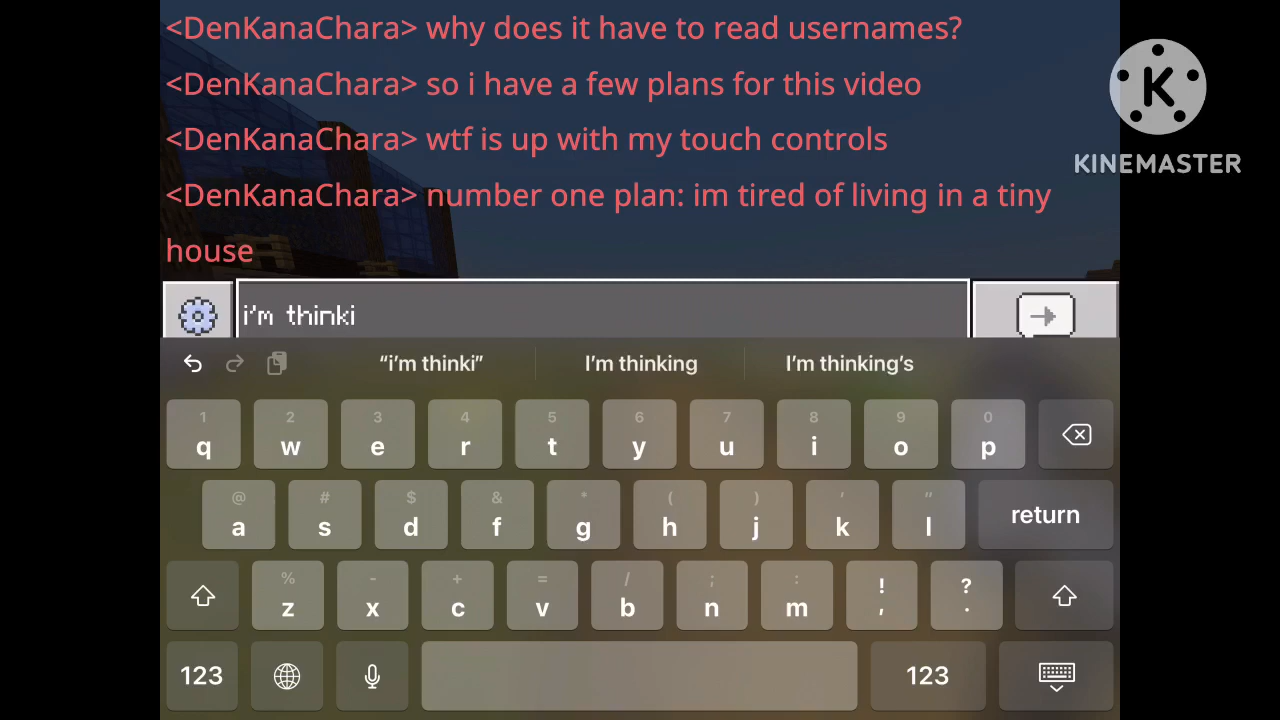 <DenKanaChara> why does it have to read usernames?
<DenKanaChara> so i have a few plans for this video
<DenKanaChara> wtf is up with my touch controls
<DenKanaChara> number one plan: im tired of living in a tiny
house
K
KINEMASTER
i'm thinki
“i’m thinki” I’m thinking I’m thinking’s
1 2 3 4 5 6 7 8 9 0
q w e r t y u i o p
@ # $ & * ( ) ' "
a s d f g h j k l return
% - + = / ; : ! ?
z x c v b n m , .
123 123